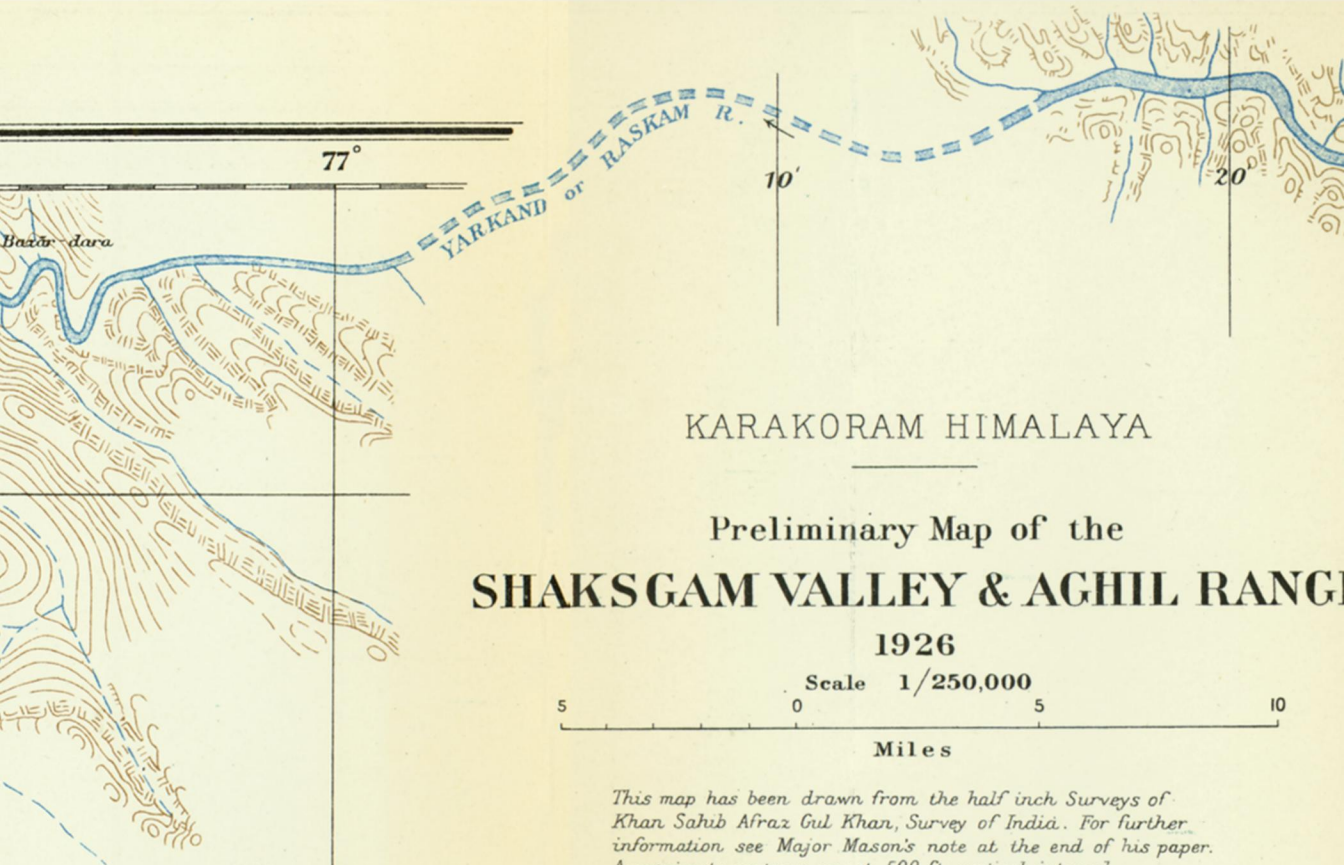 77°
Bazár-dara
YARKAND or RASKAM R.
10'
20'
KARAKORAM HIMALAYA
Preliminary Map of the
SHAKSGAM VALLEY & AGHIL RANG
1926
Scale 1/250,000
5 0 5 10
Miles
This map has been drawn from the half inch Surveys of
Khan Sahib Afraz Gul Khan, Survey of India. For further
information see Major Mason's note at the end of his paper.